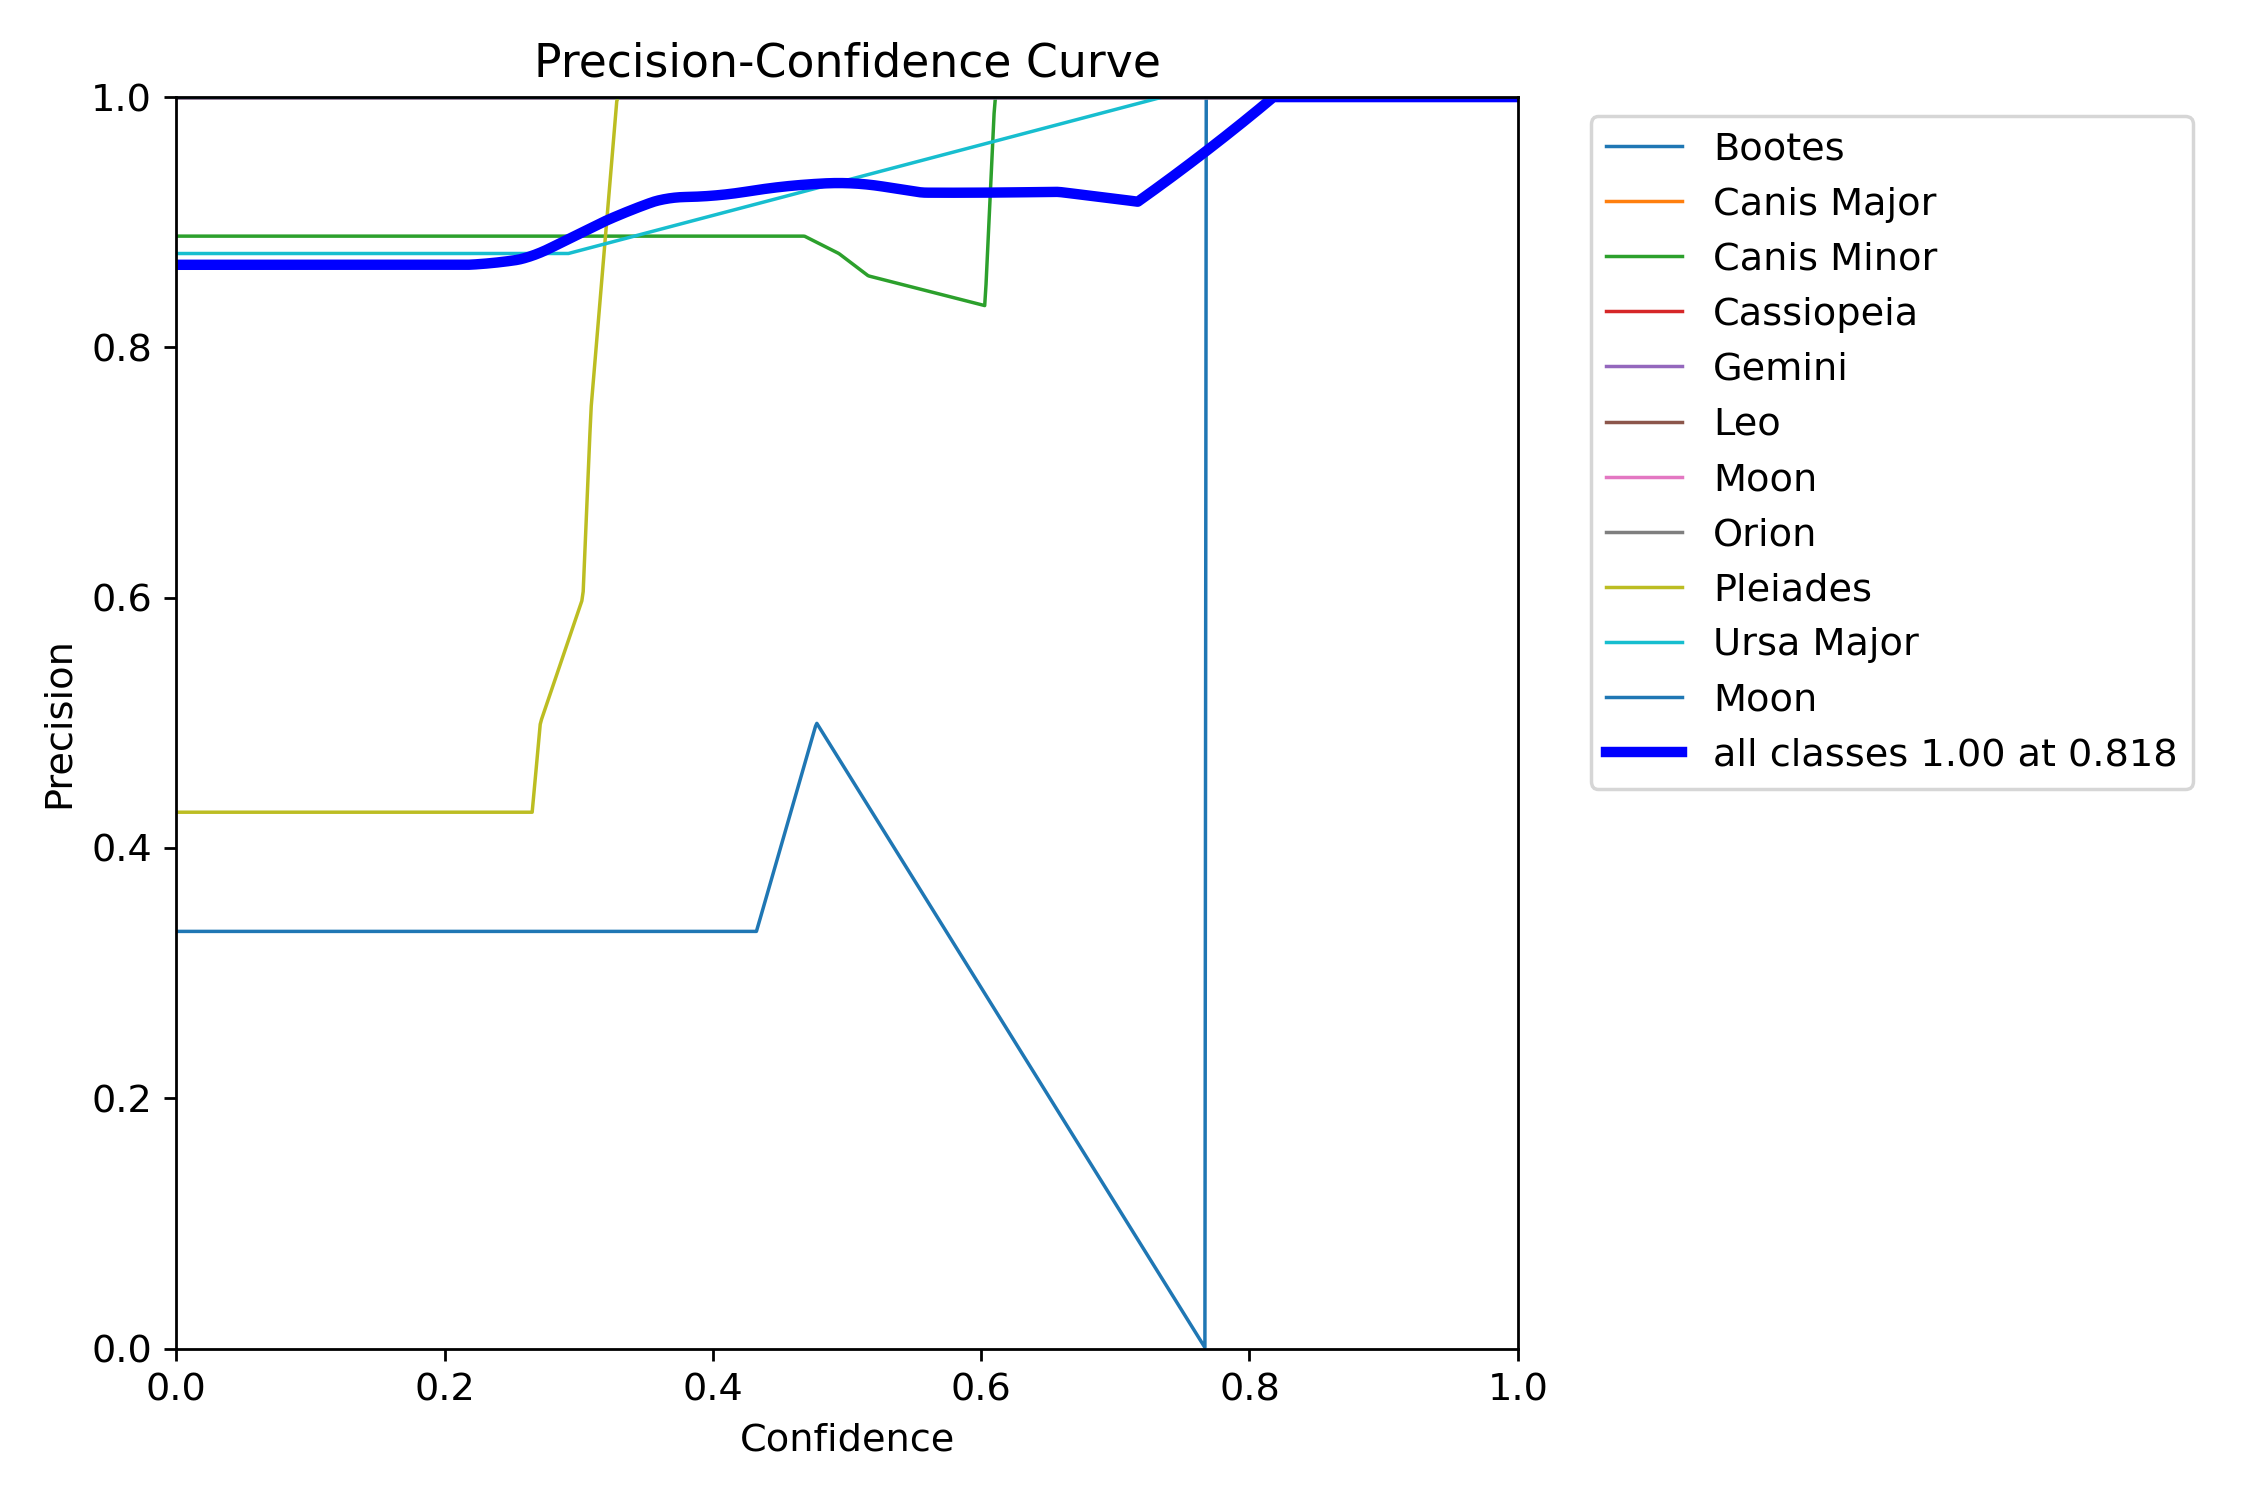 Precision-Confidence Curve
1.0
0.8
0.6
0.4
0.2
0.0
Precision
0.0 0.2 0.4 0.6 0.8 1.0
Confidence
Bootes
Canis Major
Canis Minor
Cassiopeia
Gemini
Leo
Moon
Orion
Pleiades
Ursa Major
Moon
all classes 1.00 at 0.818